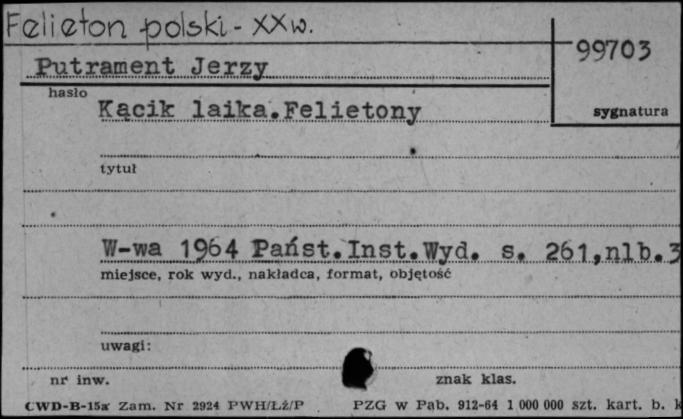 Felieton polski - XX w.
99703
Putrament Jerzy
hasło
Kącik laika.Felietony
sygnatura
tytuł
W-wa 1964 Państ.Inst.Wyd. s. 261,nlb.3
miejsce, rok wyd., nakładca, format, objętość
uwagi:
nr inw. znak klas.
CWD-B-15a Zam. Nr 2924 PWH/Łż/P PZG w Pab. 912-64 1 000 000 szt. kart. b. k